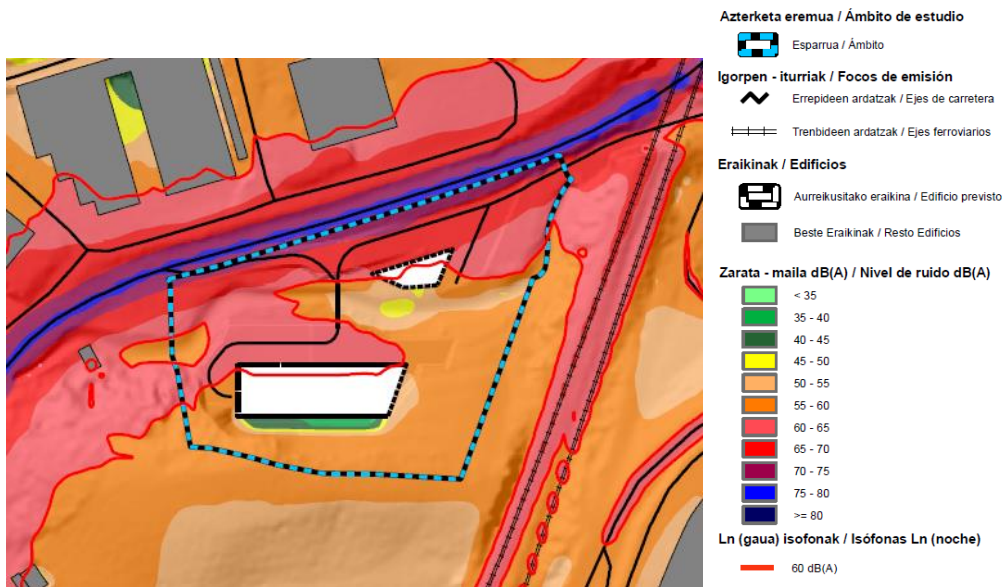 Azterketa eremua / Ámbito de estudio
Esparrua / Ámbito
Igorpen - iturriak / Focos de emisión
Errepideen ardatzak / Ejes de carretera
Trenbideen ardatzak / Ejes ferroviarios
Eraikinak / Edificios
Aurreikusitako eraikina / Edificio previsto
Beste Eraikinak / Resto Edificios
Zarata - maila dB(A) / Nivel de ruido dB(A)
< 35
35 - 40
40 - 45
45 - 50
50 - 55
55 - 60
60 - 65
65 - 70
70 - 75
75 - 80
>= 80
Ln (gaua) isofonak / Isófonas Ln (noche)
60 dB(A)